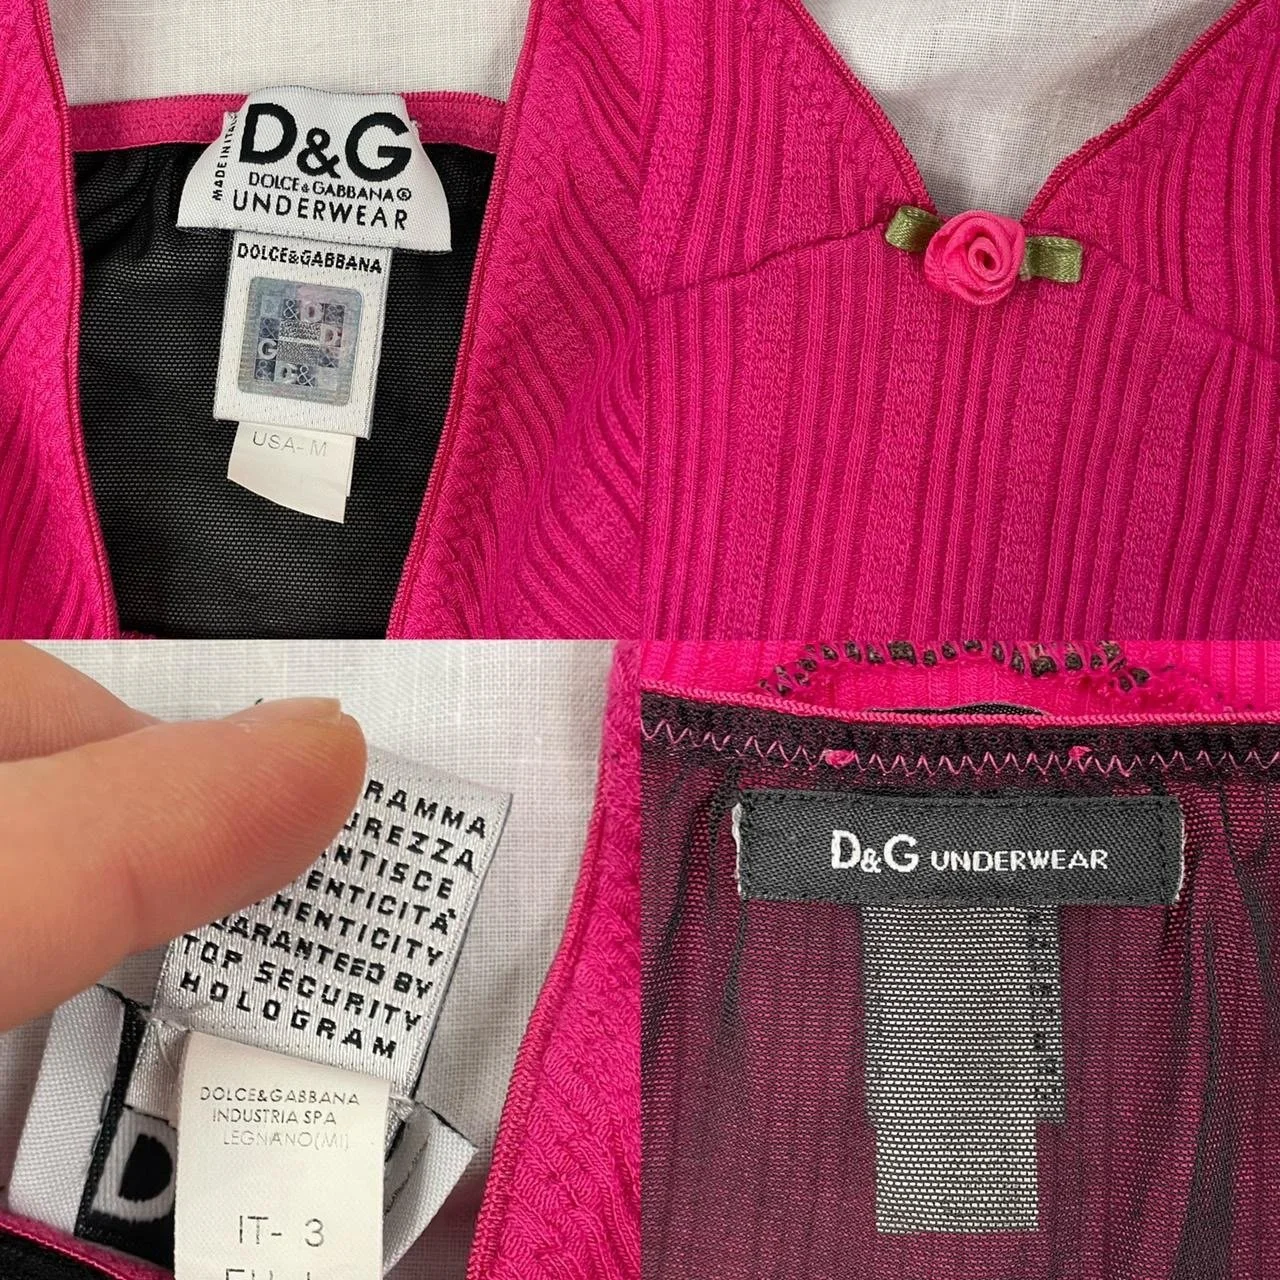 MADE IN ITALY
D&G
DOLCE & GABBANA®
UNDERWEAR
DOLCE&GABBANA
D&
D&
D
G
&
D&
USA- M
RAMMA
UREZZA
ANTISCE
ENTICITÀ
HENTICITY
UARANTEED BY
TOP SECURITY
HOLOGRAM
DOLCE&GABBANA
INDUSTRIA SPA
LEGNANO(MI)
IT- 3
D
D&G UNDERWEAR